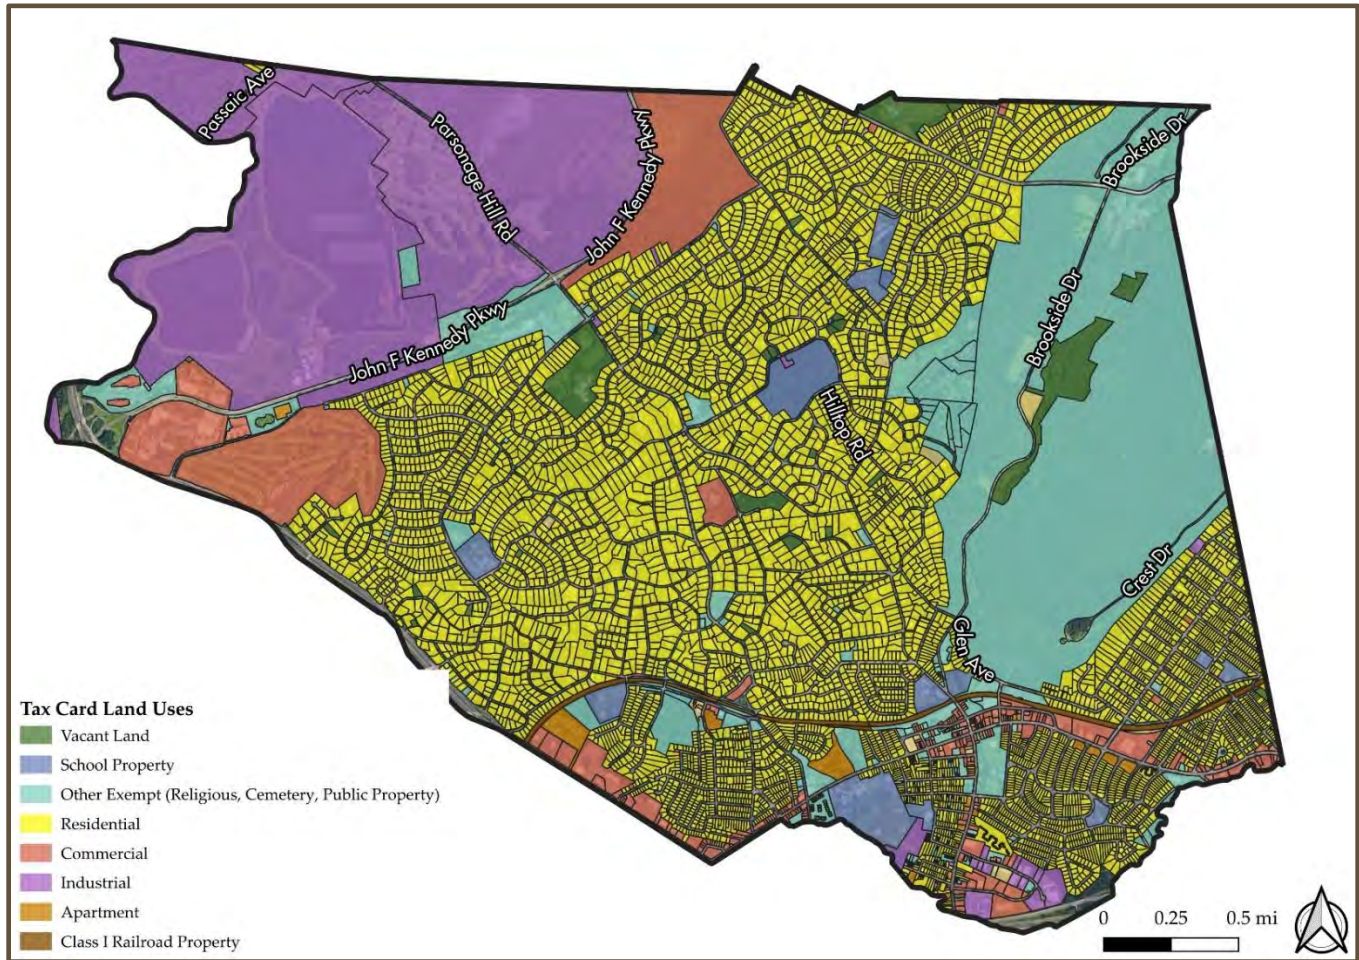 Passaic Ave
Parsonage Hill Rd
John F Kennedy Pkwy
John F Kennedy Pkwy
Brookside Dr
Brookside Dr
Hilltop Rd
Crest Dr
Glen Ave
Tax Card Land Uses
Vacant Land
School Property
Other Exempt (Religious, Cemetery, Public Property)
Residential
Commercial
Industrial
Apartment
Class I Railroad Property
0 0.25 0.5 mi